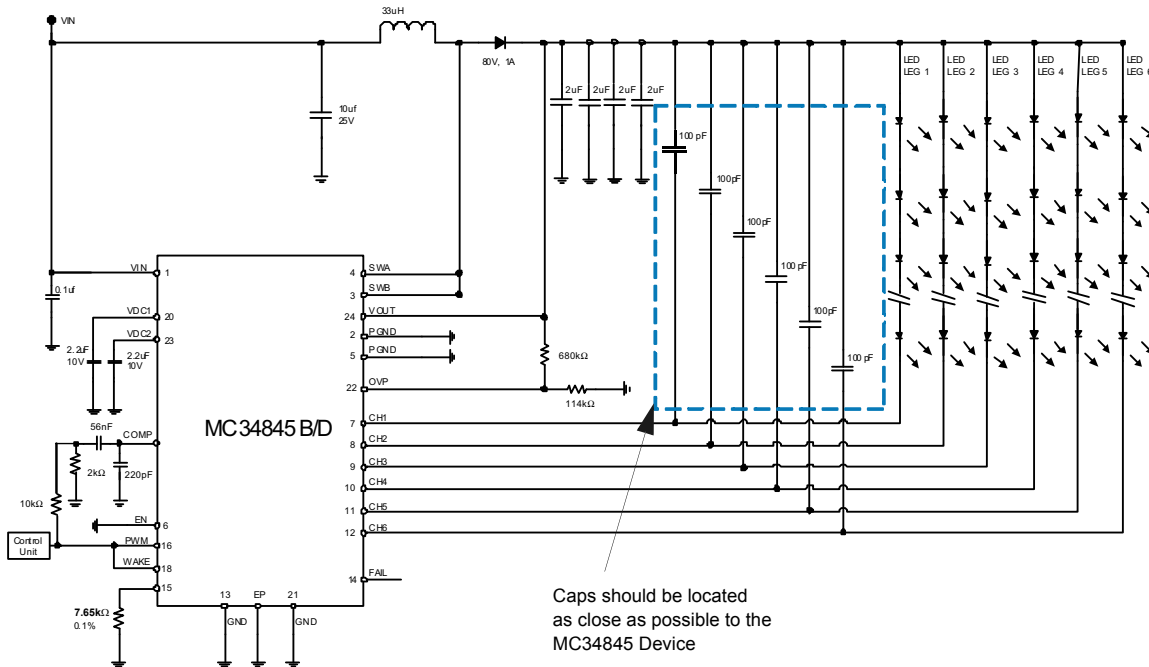 VIN
33uH
80V, 1A
10uf
25V
2uF
2uF
2uF
2uF
100 pF
100pF
100pF
100pF
100pF
100pF
LED
LEG 1
LED
LEG 2
LED
LEG 3
LED
LEG 4
LED
LEG 5
LED
LEG 6
0.1uf
VIN
1
VDC1
20
VDC2
23
2.2uF
10V
2.2uF
10V
COMP
56nF
2kΩ
220pF
10kΩ
EN
6
Control
Unit
PWM
16
WAKE
18
15
7.65kΩ
0.1%
MC34845 B/D
13
EP
21
GND
GND
4
SWA
3
SWB
24
VOUT
2
PGND
5
PGND
22
OVP
680kΩ
114kΩ
7
CH1
8
CH2
9
CH3
10
CH4
11
CH5
12
CH6
14
FAIL
Caps should be located
as close as possible to the
MC34845 Device